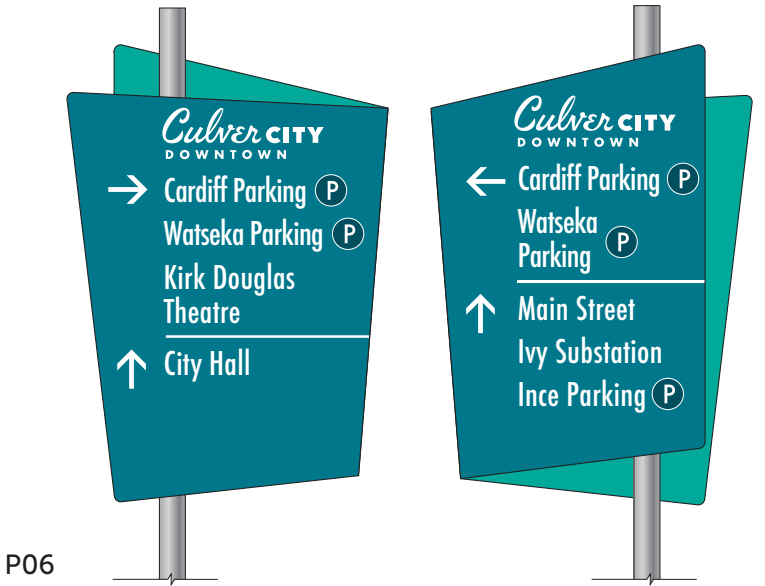 Culver CITY
DOWNTOWN
→ Cardiff Parking P
Watseka Parking P
Kirk Douglas
Theatre
↑ City Hall
Culver CITY
DOWNTOWN
← Cardiff Parking P
Watseka
Parking P
↑ Main Street
Ivy Substation
Ince Parking P
P06